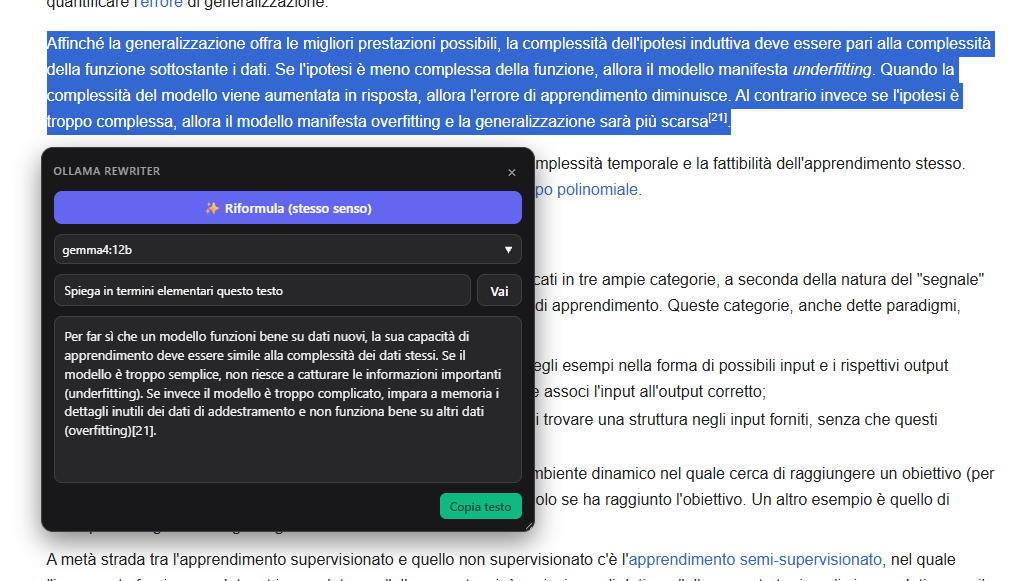 quantificare l'errore di generalizzazione.
Affinché la generalizzazione offra le migliori prestazioni possibili, la complessità dell'ipotesi induttiva deve essere pari alla complessità
della funzione sottostante i dati. Se l'ipotesi è meno complessa della funzione, allora il modello manifesta underfitting. Quando la
complessità del modello viene aumentata in risposta, allora l'errore di apprendimento diminuisce. Al contrario invece se l'ipotesi è
troppo complessa, allora il modello manifesta overfitting e la generalizzazione sarà più scarsa[21].
OLLAMA REWRITER ×
✨ Riformula (stesso senso)
gemma4:12b ▼
Spiega in termini elementari questo testo Vai
Per far sì che un modello funzioni bene su dati nuovi, la sua capacità di
apprendimento deve essere simile alla complessità dei dati stessi. Se il
modello è troppo semplice, non riesce a catturare le informazioni importanti
(underfitting). Se invece il modello è troppo complicato, impara a memoria i
dettagli inutili dei dati di addestramento e non funziona bene su altri dati
(overfitting)[21].
Copia testo
mplessità temporale e la fattibilità dell'apprendimento stesso.
po polinomiale.
cati in tre ampie categorie, a seconda della natura del "segnale"
di apprendimento. Queste categorie, anche dette paradigmi,
egli esempi nella forma di possibili input e i rispettivi output
e associ l'input all'output corretto;
i trovare una struttura negli input forniti, senza che questi
mbiente dinamico nel quale cerca di raggiungere un obiettivo (per
olo se ha raggiunto l'obiettivo. Un altro esempio è quello di
A metà strada tra l'apprendimento supervisionato e quello non supervisionato c'è l'apprendimento semi-supervisionato, nel quale